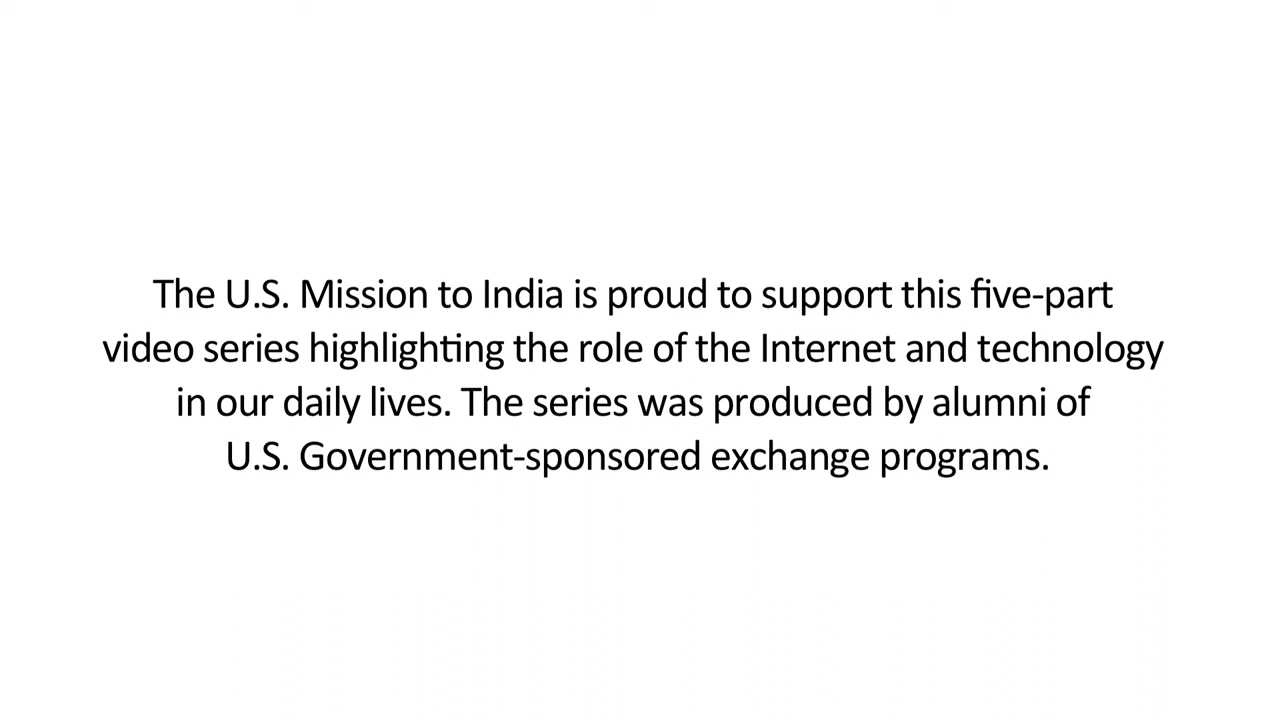 The U.S. Mission to India is proud to support this five-part
video series highlighting the role of the Internet and technology
in our daily lives. The series was produced by alumni of
U.S. Government-sponsored exchange programs.